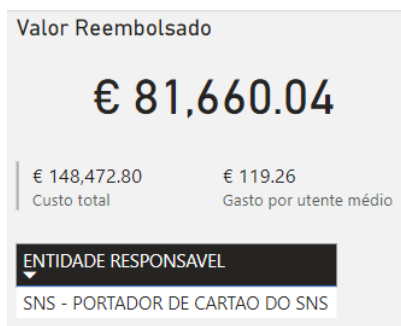 Valor Reembolsado
€ 81,660.04
€ 148,472.80
Custo total
€ 119.26
Gasto por utente médio
ENTIDADE RESPONSAVEL
SNS - PORTADOR DE CARTAO DO SNS